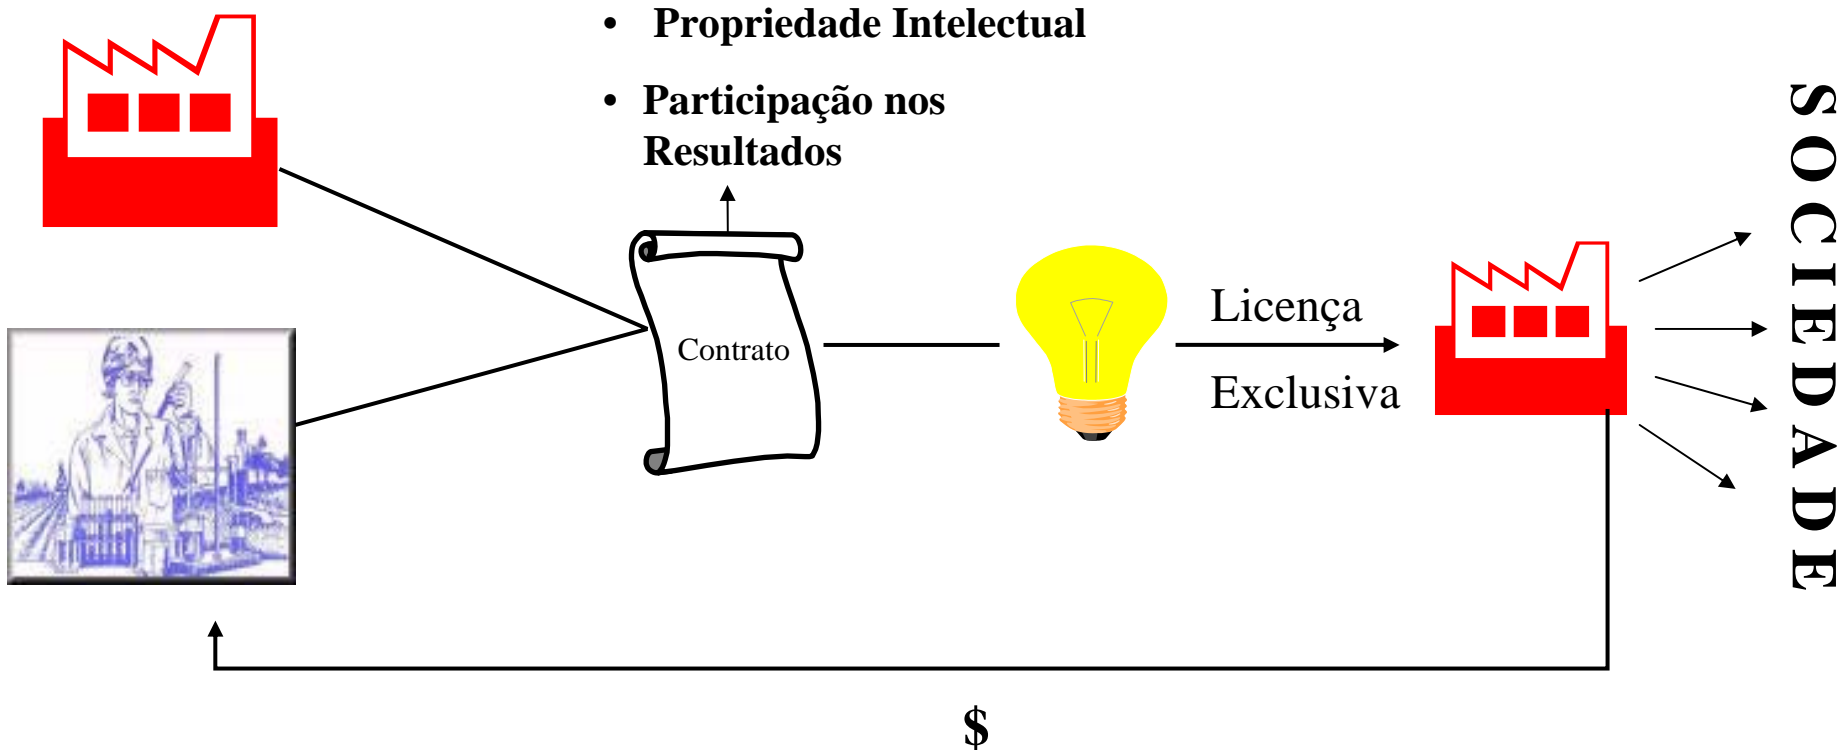 • Propriedade Intelectual
• Participação nos
Resultados
Contrato
Licença
Exclusiva
SOCIEDADE
$